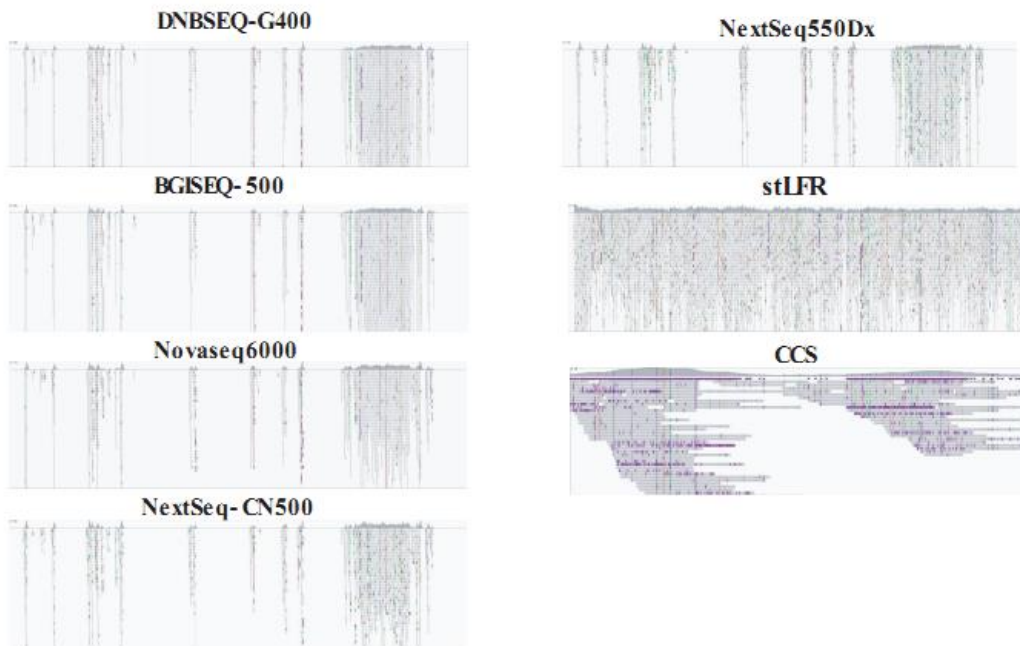 DNBSEQ-G400
NextSeq550Dx
BGISEQ-500
stLFR
Novaseq6000
CCS
NextSeq-CN500